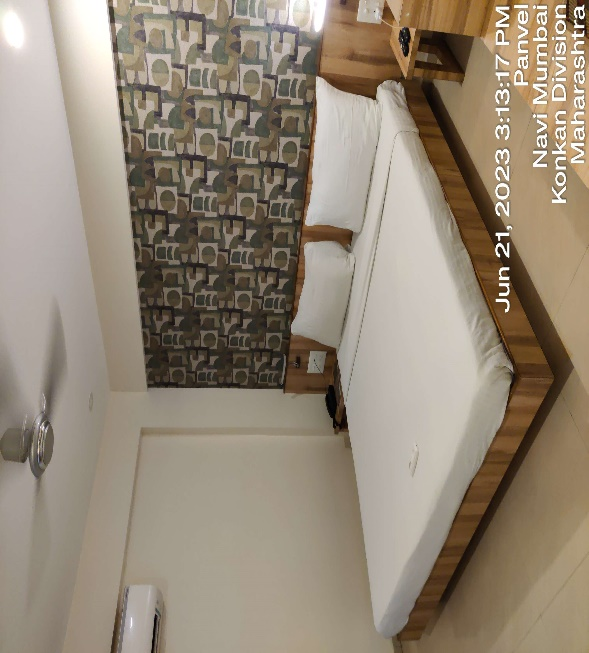 Jun 21, 2023 3:13:17 PM
Panvel
Navi Mumbai
Konkan Division
Maharashtra